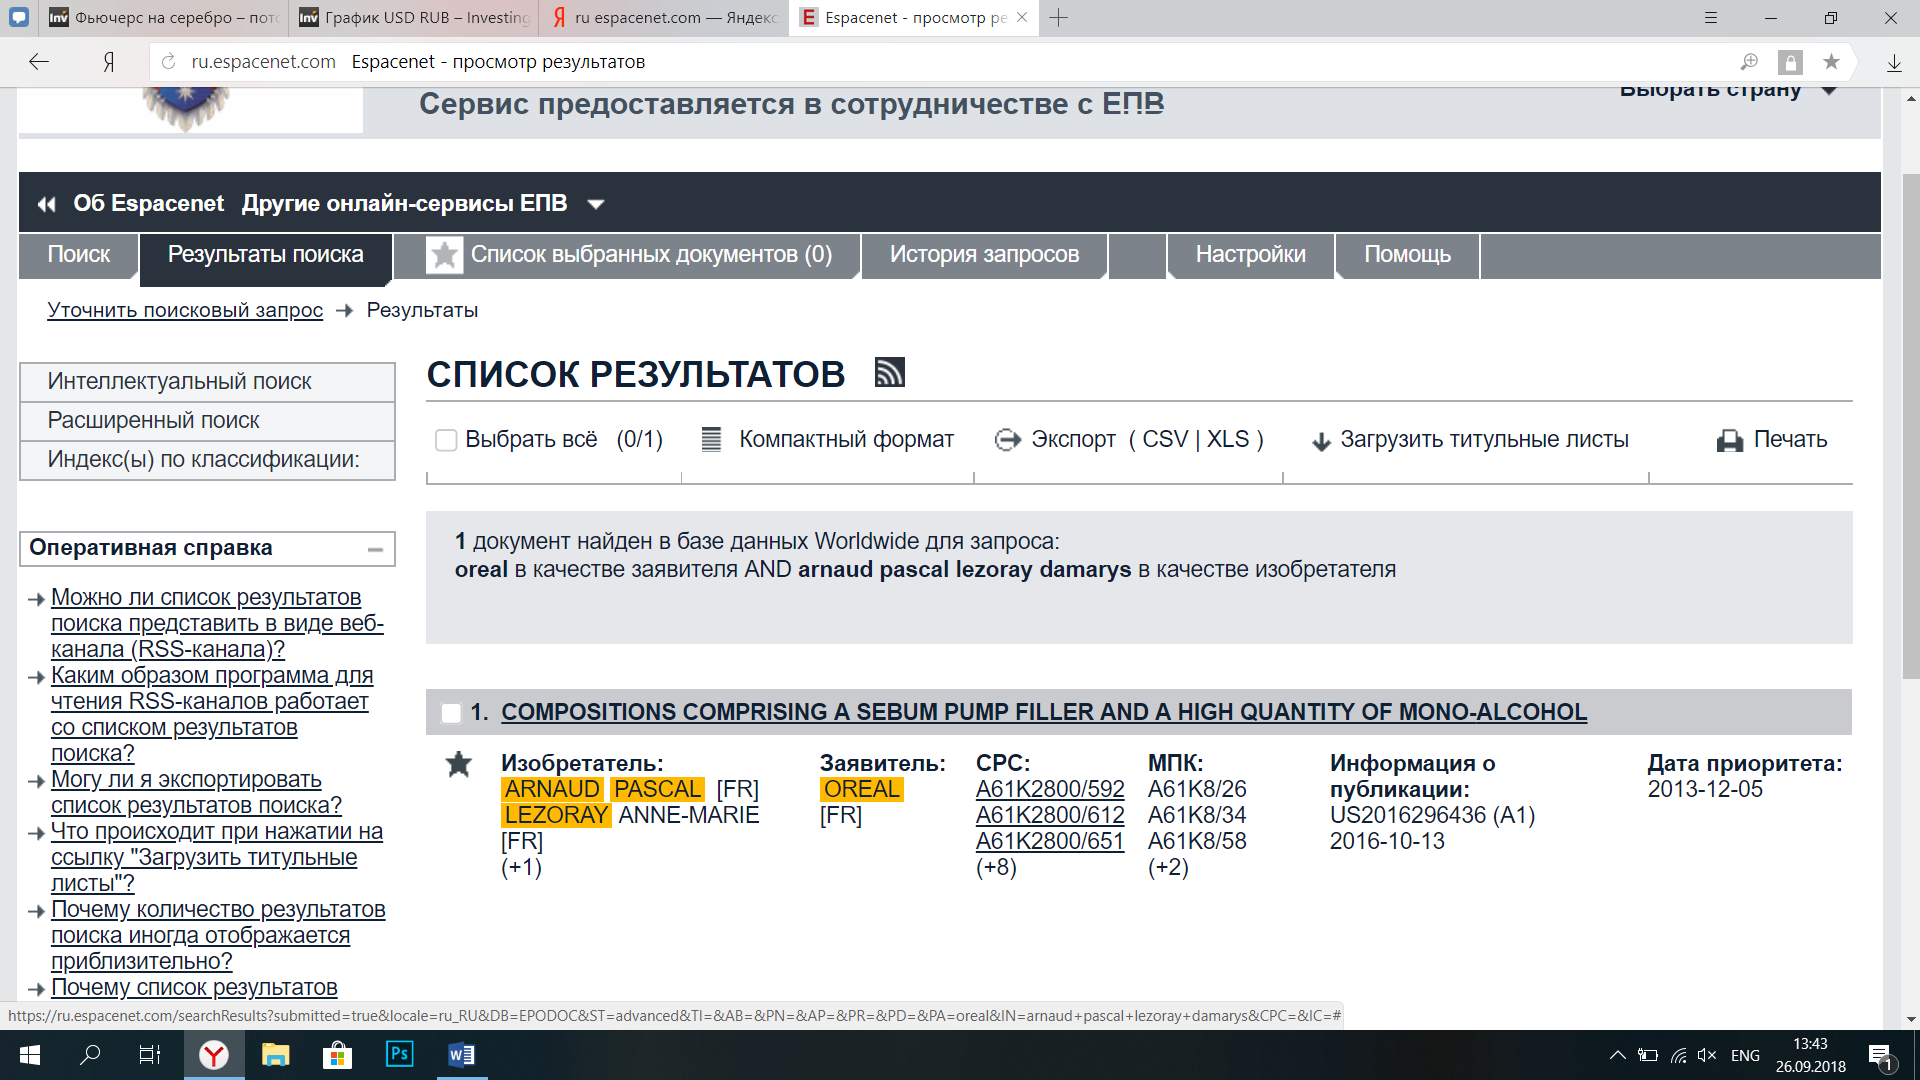 Фьючерс на серебро – пото
График USD RUB – Investing
ru espacenet.com — Яндекс
Espacenet - просмотр ре
ru.espacenet.com Espacenet - просмотр результатов
Сервис предоставляется в сотрудничестве с ЕПВ
Выбрать страну
Об Espacenet Другие онлайн-сервисы ЕПВ
Поиск Результаты поиска Список выбранных документов (0) История запросов Настройки Помощь
Уточнить поисковый запрос Результаты
Интеллектуальный поиск
Расширенный поиск
Индекс(ы) по классификации:
Оперативная справка
Можно ли список результатов
поиска представить в виде веб-
канала (RSS-канала)?
Каким образом программа для
чтения RSS-каналов работает
со списком результатов
поиска?
Могу ли я экспортировать
список результатов поиска?
Что происходит при нажатии на
ссылку "Загрузить титульные
листы"?
Почему количество результатов
поиска иногда отображается
приблизительно?
Почему список результатов
СПИСОК РЕЗУЛЬТАТОВ
Выбрать всё (0/1) Компактный формат Экспорт ( CSV | XLS ) Загрузить титульные листы Печать
1 документ найден в базе данных Worldwide для запроса:
oreal в качестве заявителя AND arnaud pascal lezoray damarys в качестве изобретателя
1. COMPOSITIONS COMPRISING A SEBUM PUMP FILLER AND A HIGH QUANTITY OF MONO-ALCOHOL
Изобретатель:
ARNAUD PASCAL [FR]
LEZORAY ANNE-MARIE
[FR]
(+1)
Заявитель:
OREAL
[FR]
CPC:
A61K2800/592
A61K2800/612
A61K2800/651
(+8)
МПК:
A61K8/26
A61K8/34
A61K8/58
(+2)
Информация о
публикации:
US2016296436 (A1)
2016-10-13
Дата приоритета:
2013-12-05
https://ru.espacenet.com/searchResults?submitted=true&locale=ru_RU&DB=EPODOC&ST=advanced&TI=&AB=&PN=&AP=&PR=&PD=&PA=oreal&IN=arnaud+pascal+lezoray+damarys&CPC=&IC=#
Ps
ENG
13:43
26.09.2018
1